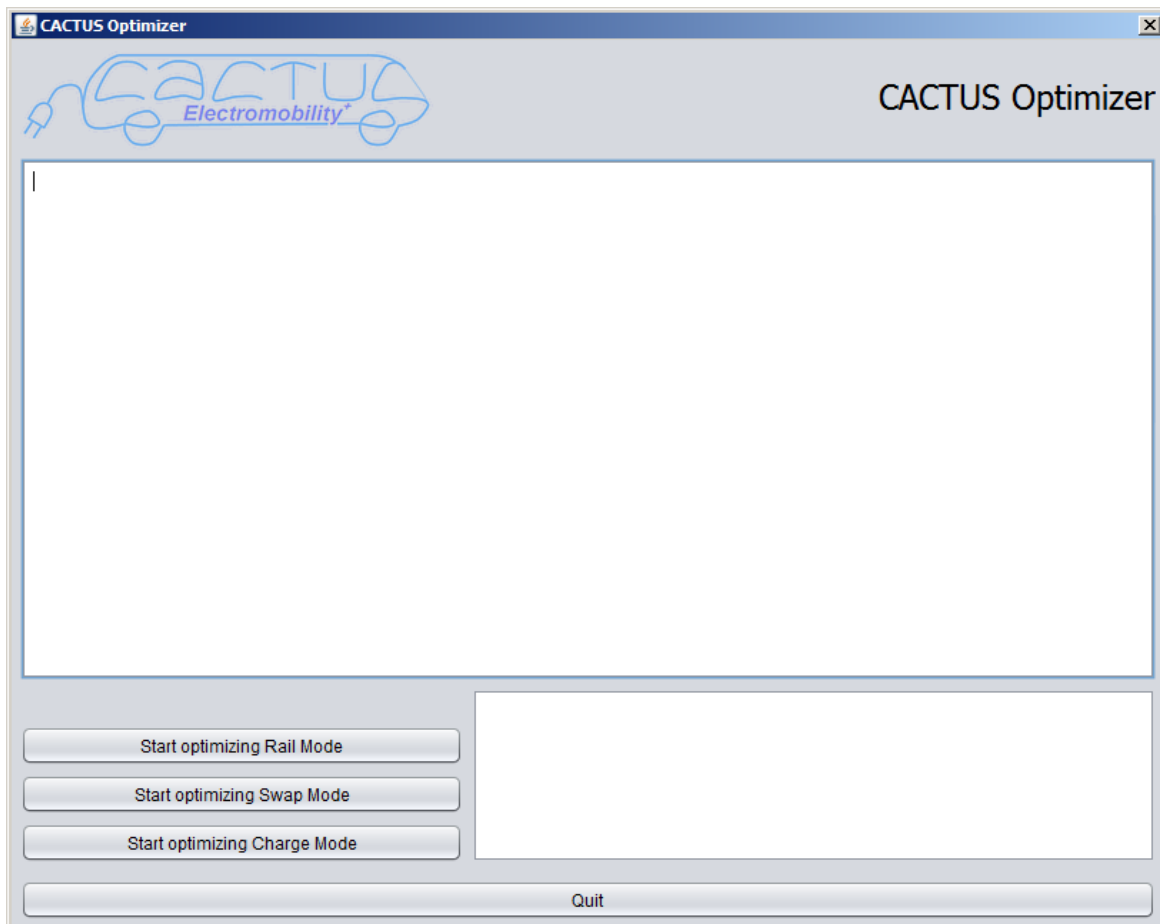 CACTUS Optimizer
CACTUS
Electromobility+
CACTUS Optimizer
Start optimizing Rail Mode
Start optimizing Swap Mode
Start optimizing Charge Mode
Quit